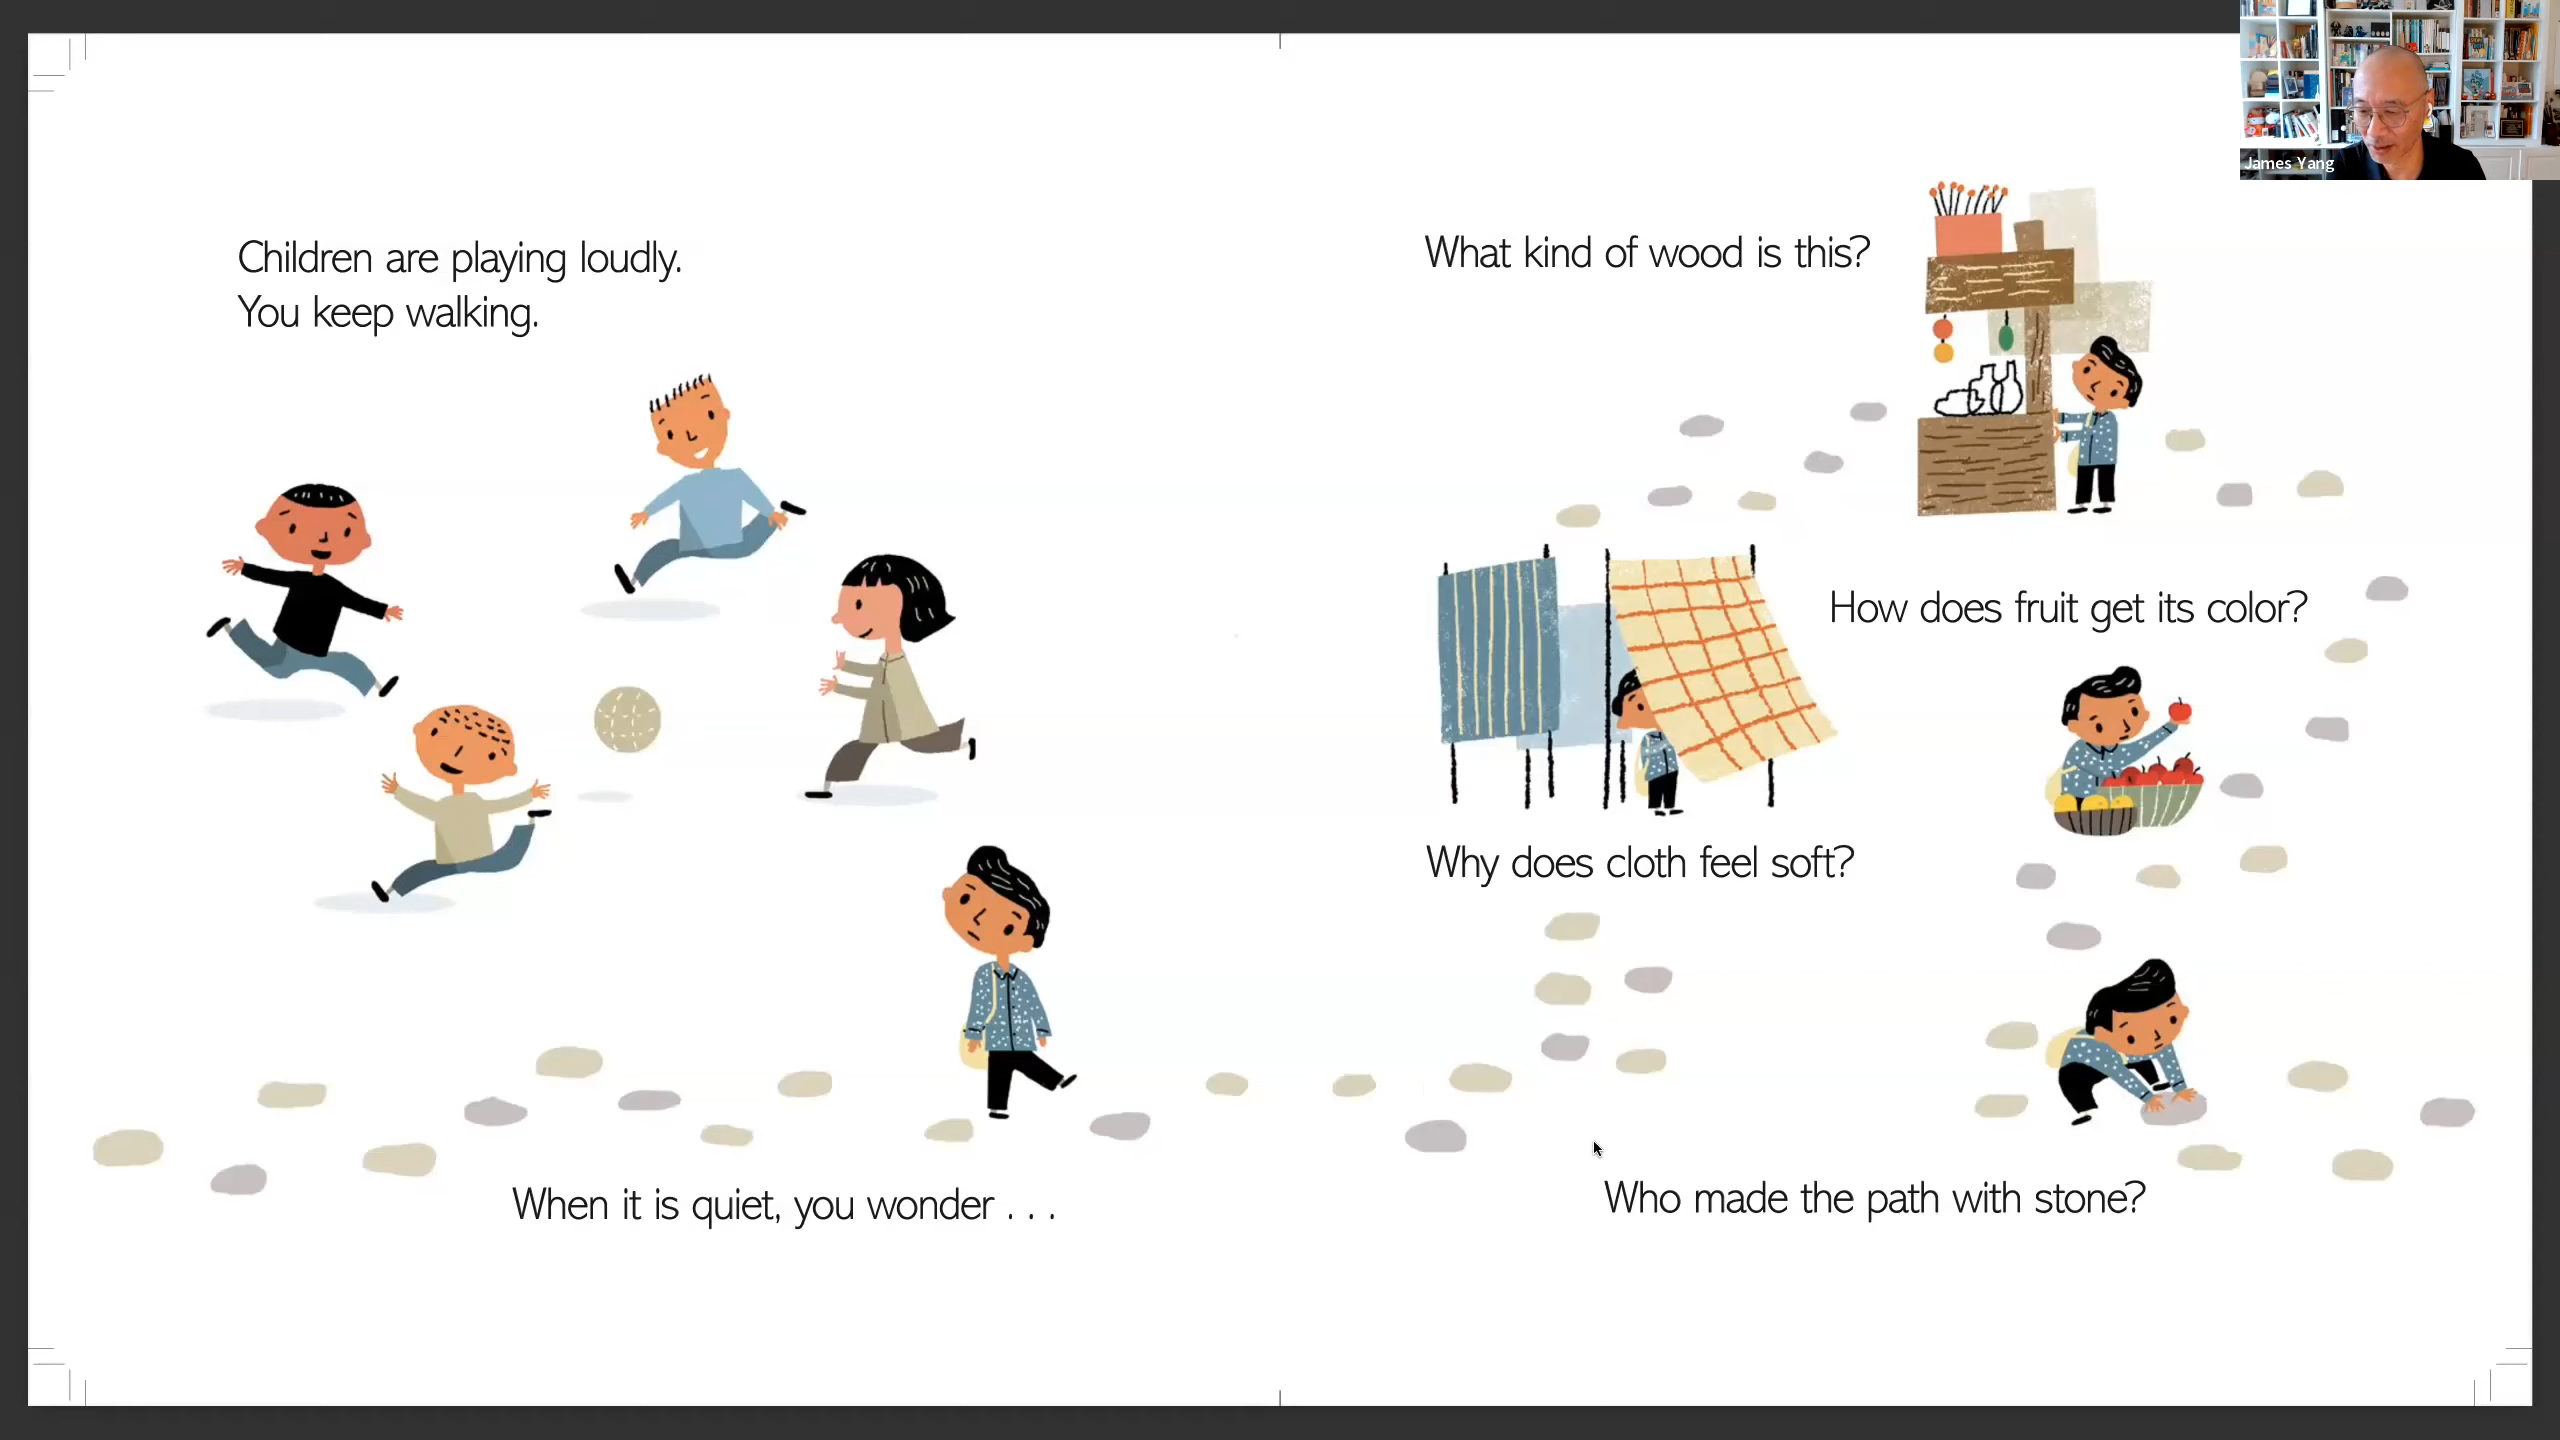 Children are playing loudly.
You keep walking.
When it is quiet, you wonder . . .
What kind of wood is this?
How does fruit get its color?
Why does cloth feel soft?
Who made the path with stone?
James Yang